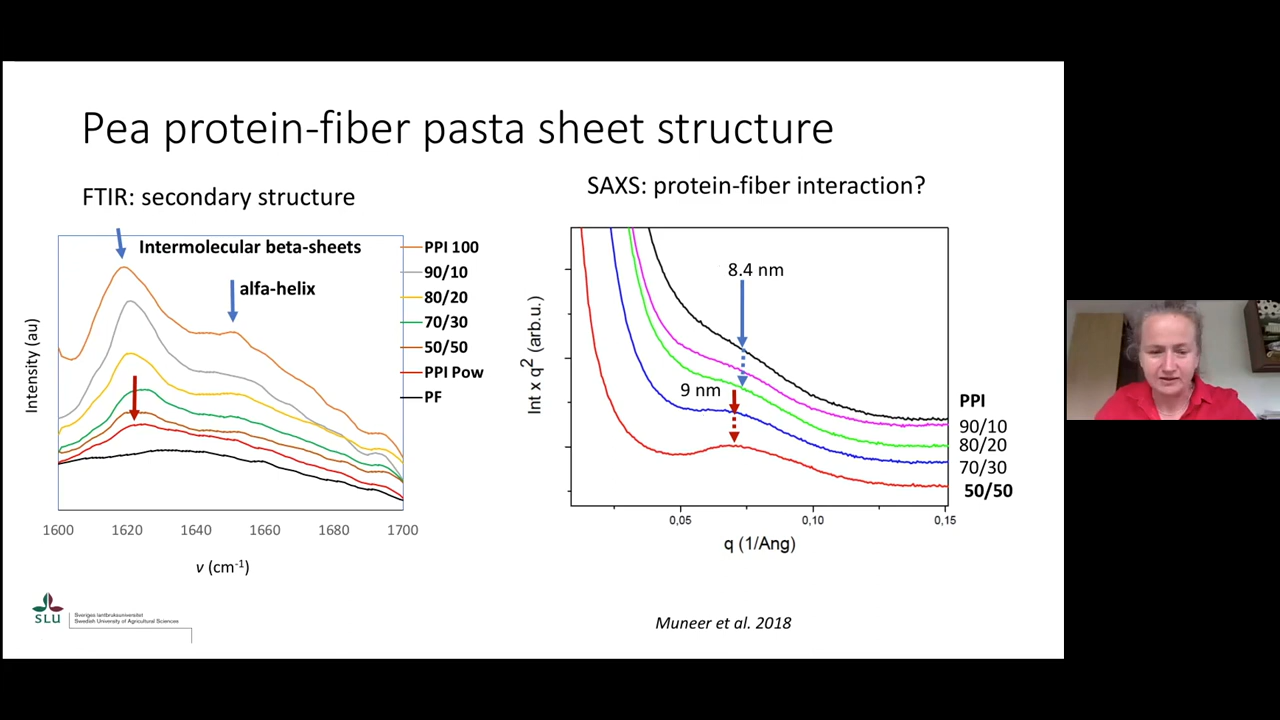 Pea protein-fiber pasta sheet structure
FTIR: secondary structure
SAXS: protein-fiber interaction?
Intermolecular beta-sheets
alfa-helix
PPI 100
90/10
80/20
70/30
50/50
PPI Pow
PF
Intensity (au)
1600 1620 1640 1660 1680 1700
ν (cm-1)
8.4 nm
9 nm
Int x q2 (arb.u.)
PPI
90/10
80/20
70/30
50/50
0,05 0,10 0,15
q (1/Ang)
SLU
Sveriges lantbruksuniversitet
Swedish University of Agricultural Sciences
Muneer et al. 2018